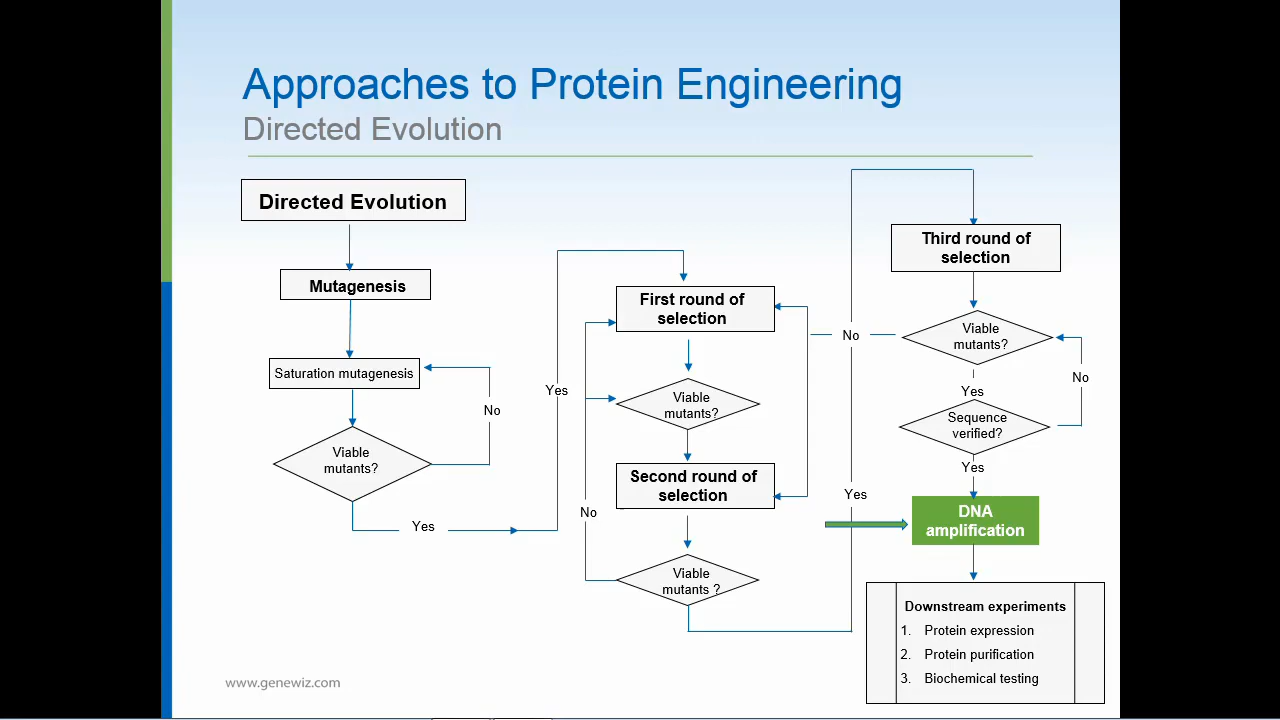 Approaches to Protein Engineering
Directed Evolution
Directed Evolution
Mutagenesis
Saturation mutagenesis
No
Viable
mutants?
Yes
Yes
First round of
selection
Viable
mutants?
Second round of
selection
No
Viable
mutants ?
Yes
Third round of
selection
No
Viable
mutants?
No
Yes
Sequence
verified?
Yes
DNA
amplification
Downstream experiments
1. Protein expression
2. Protein purification
3. Biochemical testing
www.genewiz.com